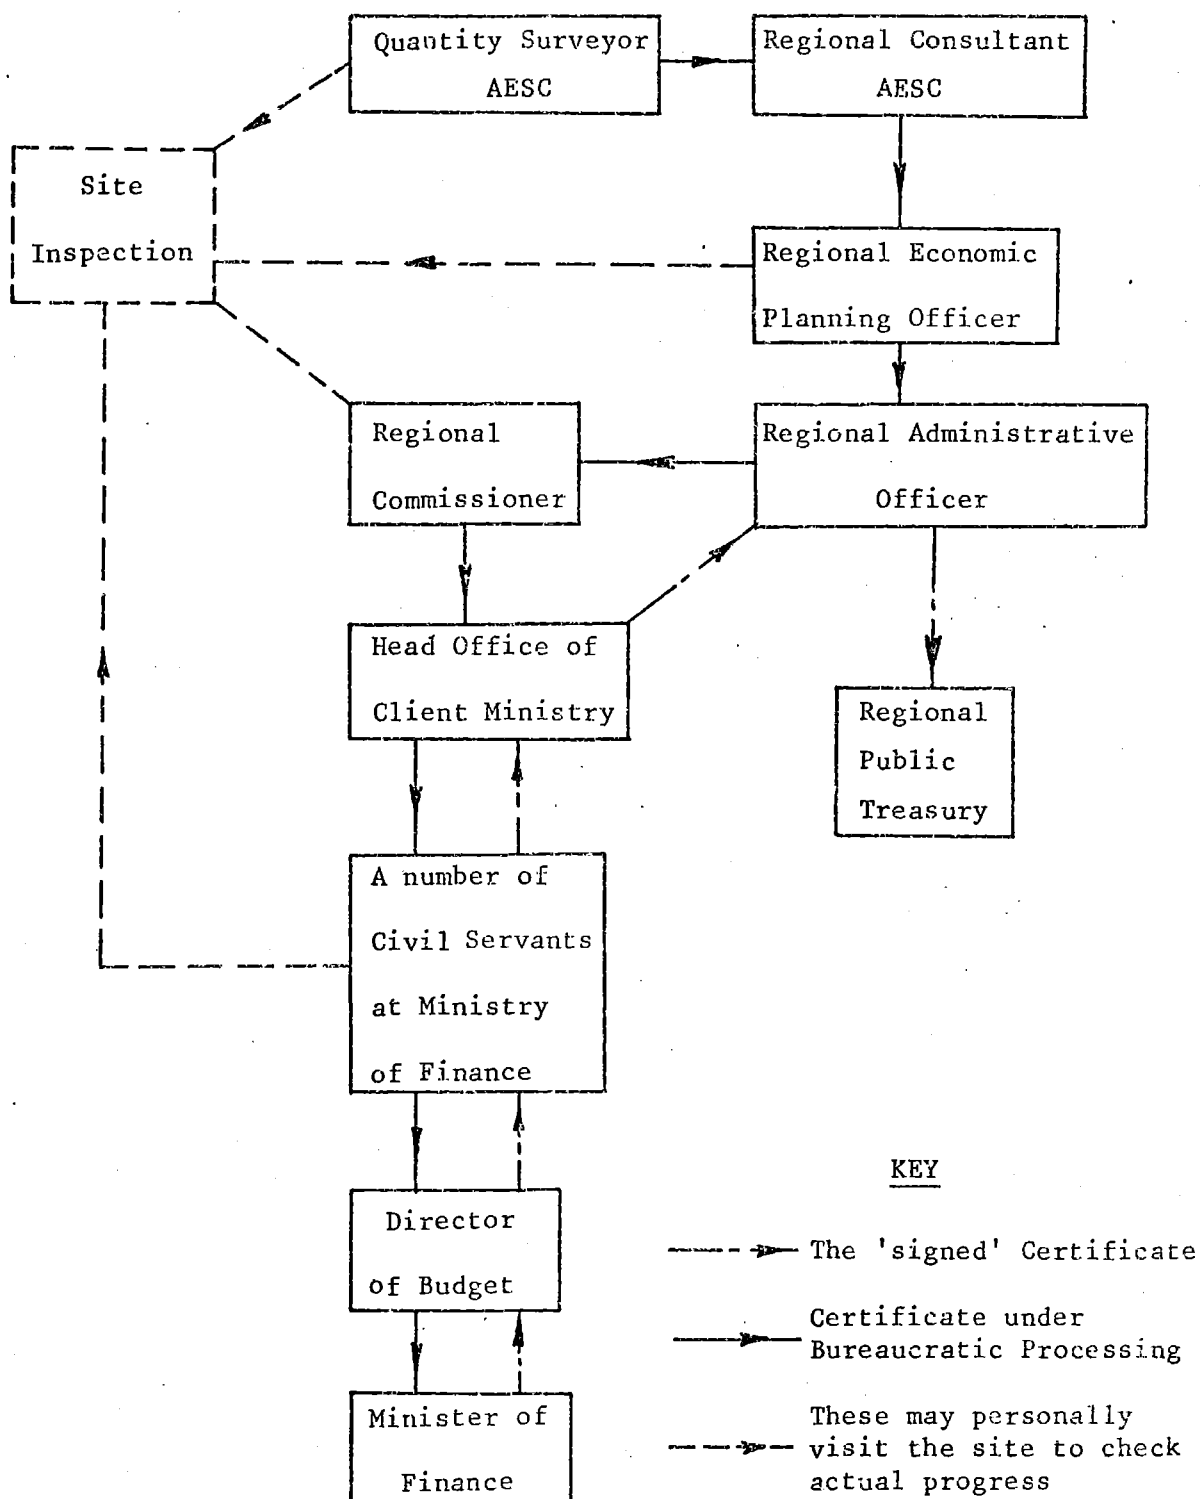 Quantity Surveyor
AESC
Regional Consultant
AESC
Site
Inspection
Regional Economic
Planning Officer
Regional
Commissioner
Regional Administrative
Officer
Head Office of
Client Ministry
Regional
Public
Treasury
A number of
Civil Servants
at Ministry
of Finance
Director
of Budget
Minister of
Finance
KEY
The 'signed' Certificate
Certificate under
Bureaucratic Processing
These may personally
visit the site to check
actual progress